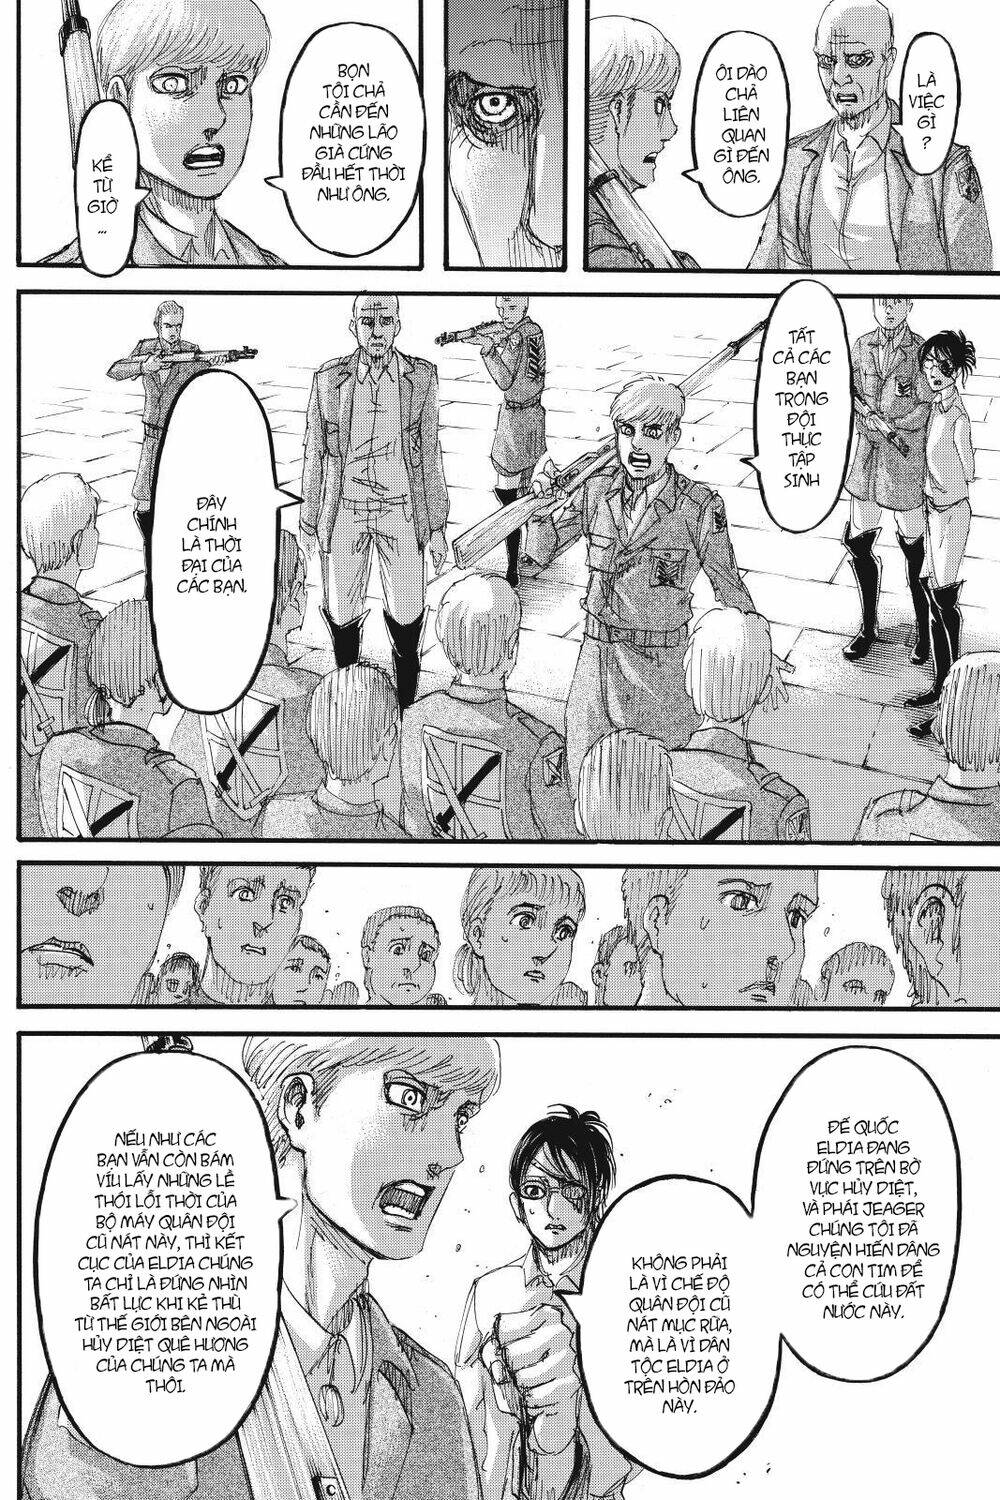 LÀ
VIỆC
GÌ
?
ÔI DÀO
CHẢ
LIÊN
QUAN
GÌ ĐẾN
ÔNG.
BỌN
TÔI CHẢ
CẦN ĐẾN
NHỮNG LÃO
GIÀ CỨNG
ĐẦU HẾT THỜI
NHƯ ÔNG.
KỂ
TỪ
GIỜ
...
TẤT
CẢ CÁC
BẠN
TRONG
ĐỘI
THỰC
TẬP
SINH
ĐÂY
CHÍNH
LÀ THỜI
ĐẠI CỦA
CÁC BẠN.
ĐẾ QUỐC
ELDIA ĐANG
ĐỨNG TRÊN BỜ
VỰC HỦY DIỆT,
VÀ PHÁI JEAGER
CHÚNG TÔI ĐÃ
NGUYỆN HIẾN DÂNG
CẢ CON TIM ĐỂ
CÓ THỂ CỨU ĐẤT
NƯỚC NÀY.
KHÔNG PHẢI
LÀ VÌ CHẾ ĐỘ
QUÂN ĐỘI CŨ
NÁT MỤC RỮA,
MÀ LÀ VÌ DÂN
TỘC ELDIA Ở
TRÊN HÒN ĐẢO
NÀY.
NẾU NHƯ CÁC
BẠN VẪN CÒN BÁM
VÍU LẤY NHỮNG LỀ
THÓI LỖI THỜI CỦA
BỘ MÁY QUÂN ĐỘI
CŨ NÁT NÀY, THÌ KẾT
CỤC CỦA ELDIA CHÚNG
TA CHỈ LÀ ĐỨNG NHÌN
BẤT LỰC KHI KẺ THÙ
TỪ THẾ GIỚI BÊN NGOÀI
HỦY DIỆT QUÊ HƯƠNG
CỦA CHÚNG TA MÀ
THÔI.